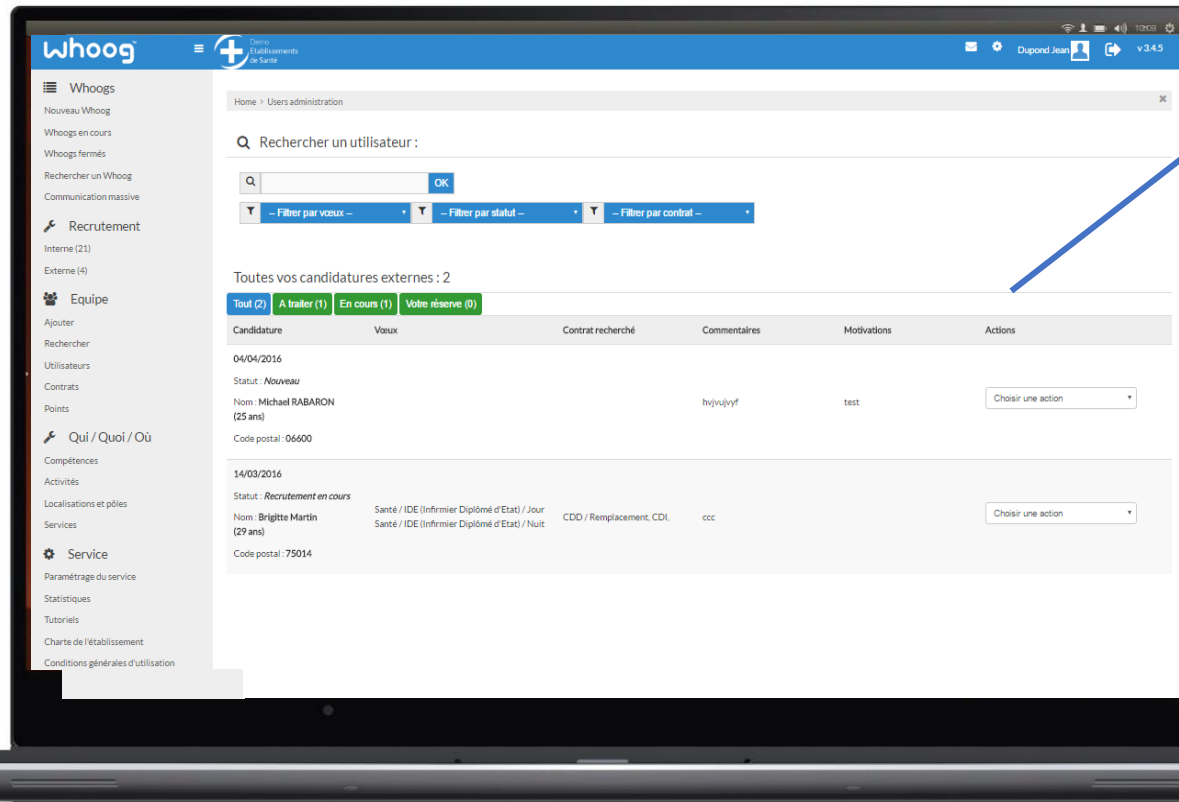 10:08
whoog
Demo
Etablissements
de Santé
Dupond Jean
v 3.4.5
Whoogs
Nouveau Whoog
Whoogs en cours
Whoogs fermés
Rechercher un Whoog
Communication massive
Recrutement
Interne (21)
Externe (4)
Equipe
Ajouter
Rechercher
Utilisateurs
Contrats
Points
Qui / Quoi / Où
Compétences
Activités
Localisations et pôles
Services
Service
Paramétrage du service
Statistiques
Tutoriels
Charte de l'établissement
Conditions générales d'utilisation
Home > Users administration
Rechercher un utilisateur :
OK
-- Filtrer par vœux -- -- Filtrer par statut -- -- Filtrer par contrat --
Toutes vos candidatures externes : 2
Tout (2) A traiter (1) En cours (1) Votre réserve (0)
Candidature Vœux Contrat recherché Commentaires Motivations Actions
04/04/2016
Statut : Nouveau
Nom : Michael RABARON hvjvujvyf test Choisir une action
(25 ans)
Code postal : 06600
14/03/2016
Statut : Recrutement en cours
Santé / IDE (Infirmier Diplômé d'Etat) / Jour
Nom : Brigitte Martin CDD / Remplacement, CDI, ccc Choisir une action
Santé / IDE (Infirmier Diplômé d'Etat) / Nuit
(29 ans)
Code postal : 75014